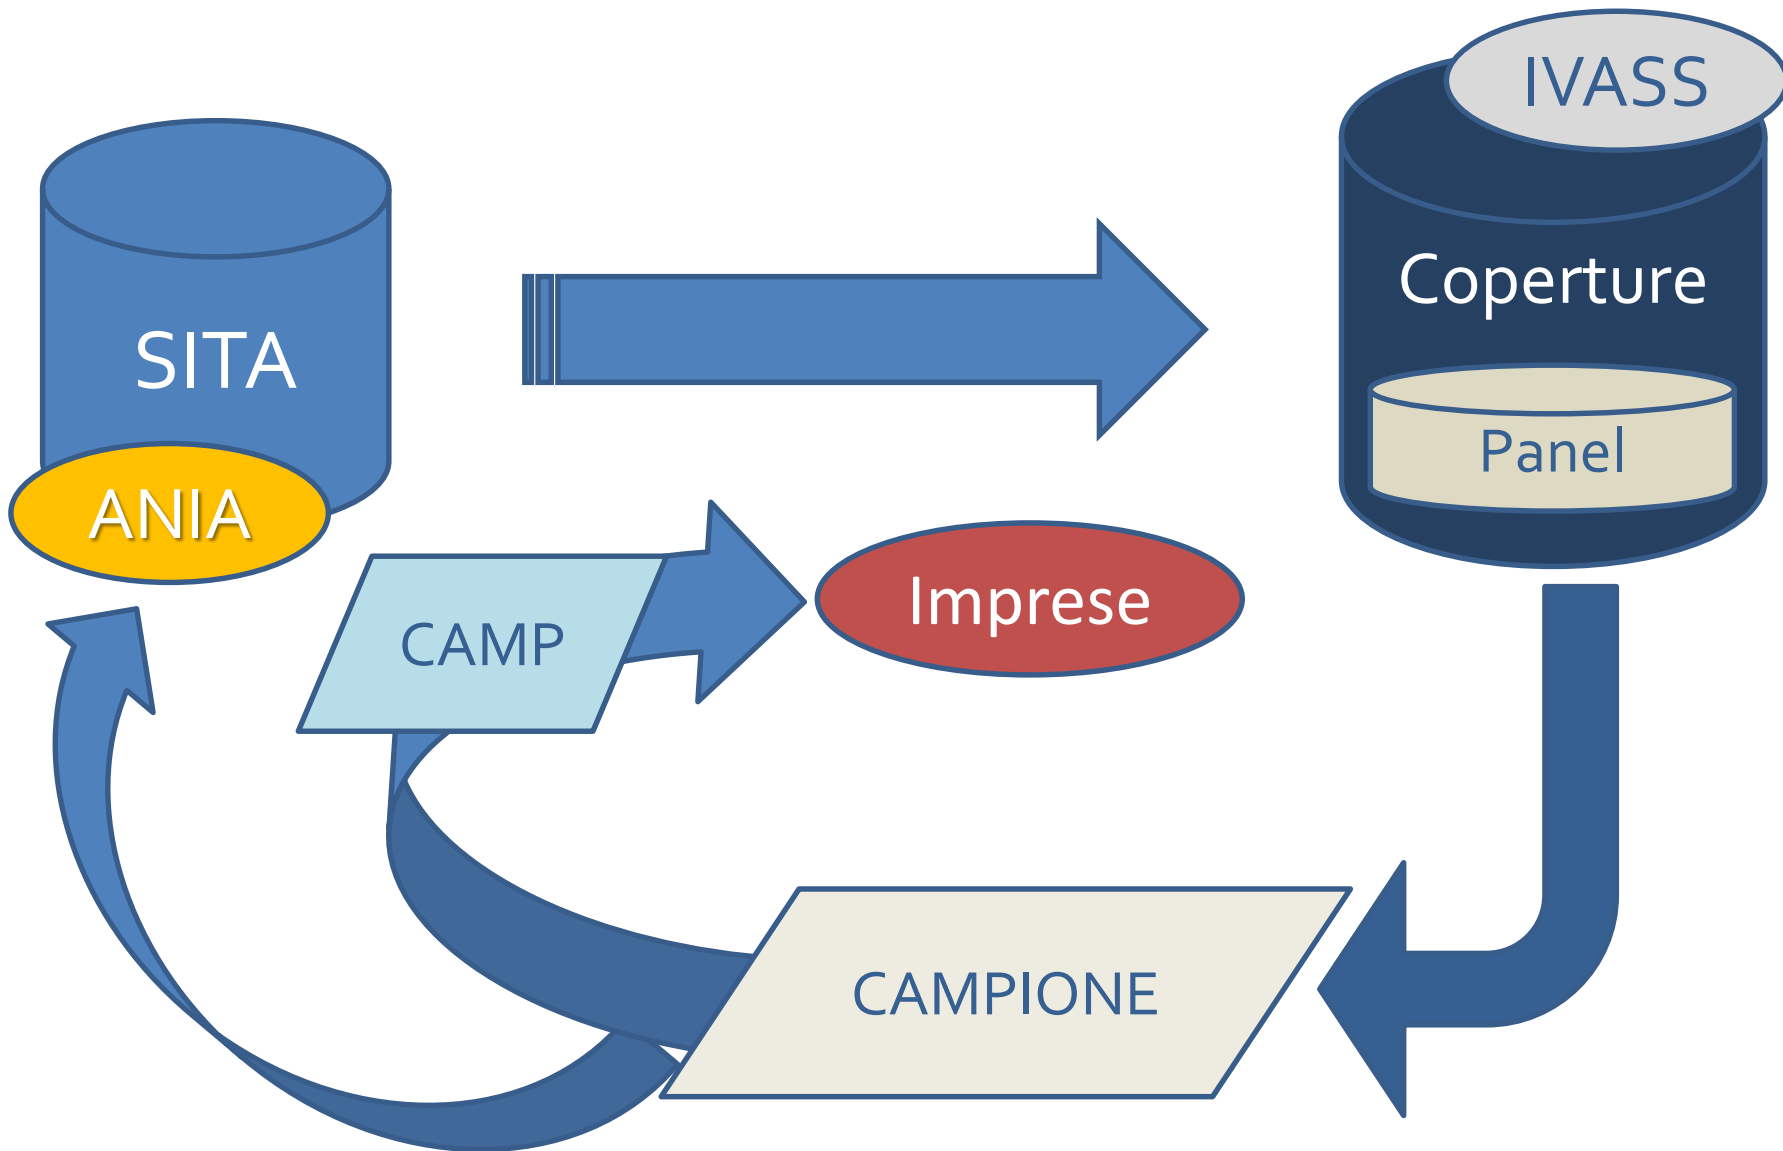 IVASS
Coperture
SITA
Panel
ANIA
Imprese
CAMP
CAMPIONE